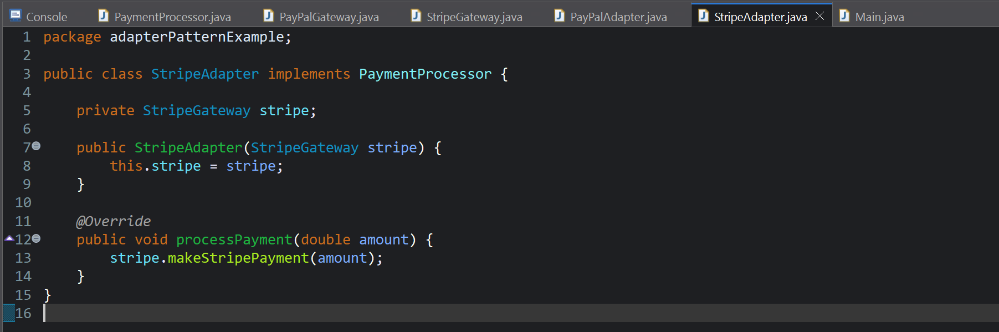 Console PaymentProcessor.java PayPalGateway.java StripeGateway.java PayPalAdapter.java StripeAdapter.java Main.java
1 package adapterPatternExample;
2
3 public class StripeAdapter implements PaymentProcessor {
4
5     private StripeGateway stripe;
6
7     public StripeAdapter(StripeGateway stripe) {
8         this.stripe = stripe;
9     }
10
11     @Override
12     public void processPayment(double amount) {
13         stripe.makeStripePayment(amount);
14     }
15 }
16